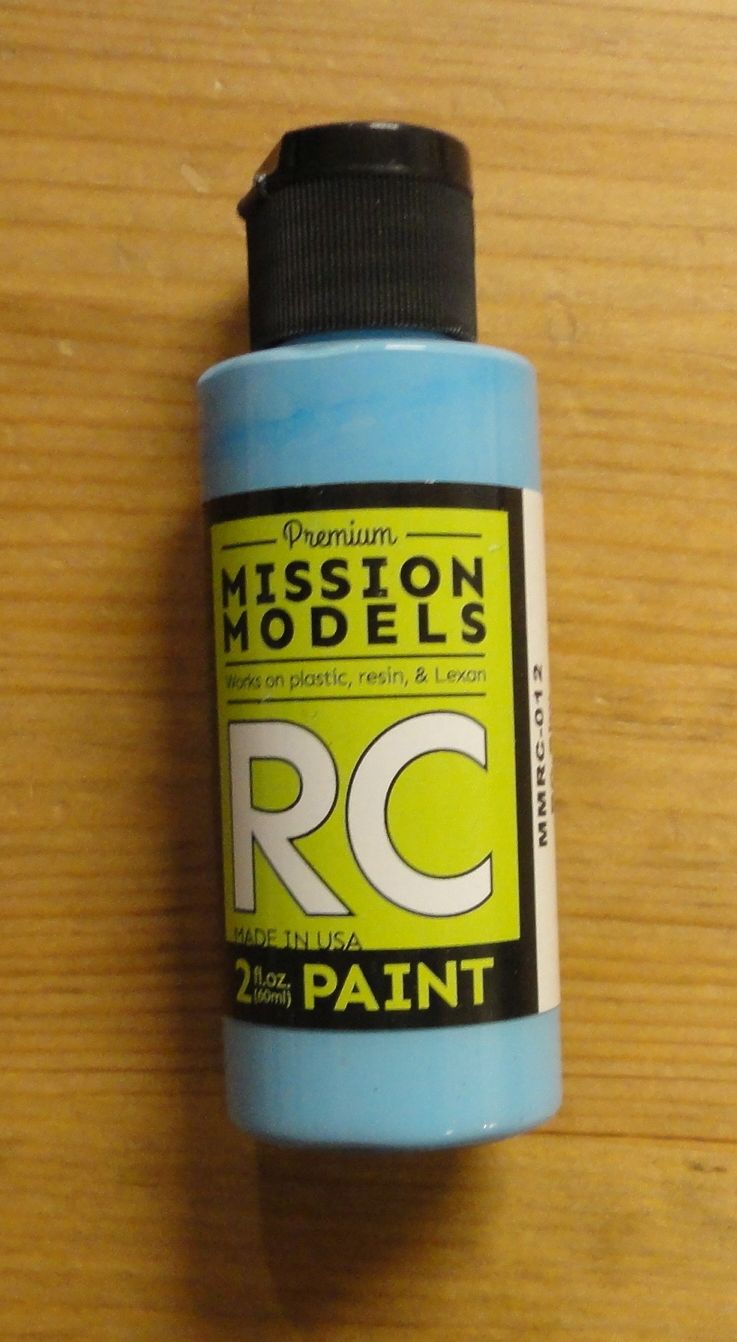 Premium
MISSION
MODELS
Works on plastic, resin, & Lexan
RC
MADE IN USA
2 fl.oz.
(60ml)
PAINT
MMRC-012